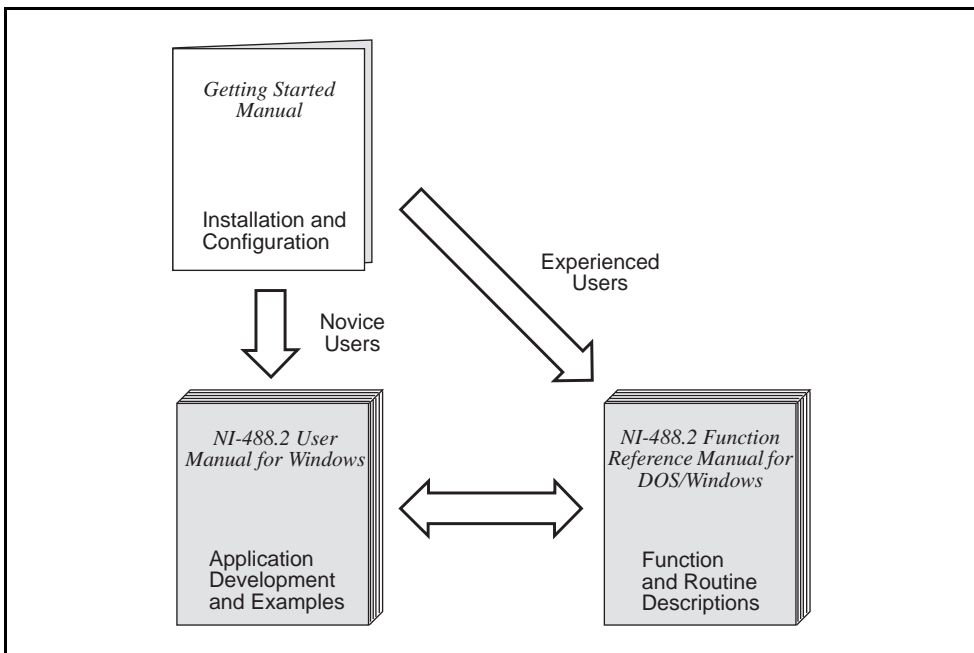 Getting Started
Manual
Installation and
Configuration
Experienced
Users
Novice
Users
NI-488.2 User
Manual for Windows
Application
Development
and Examples
NI-488.2 Function
Reference Manual for
DOS/Windows
Function
and Routine
Descriptions